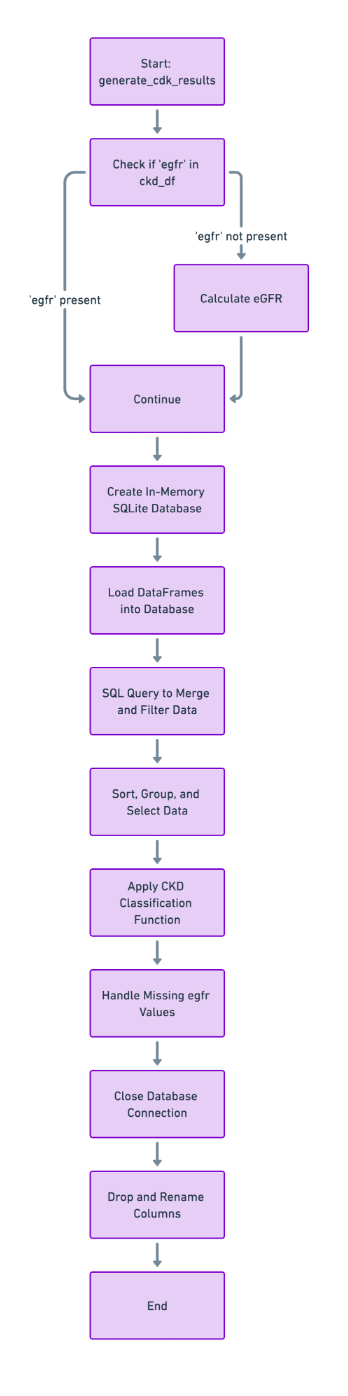 Start:
generate_cdk_results
Check if 'egfr' in
ckd_df
'egfr' not present
'egfr' present
Calculate eGFR
Continue
Create In-Memory
SQLite Database
Load DataFrames
into Database
SQL Query to Merge
and Filter Data
Sort, Group, and
Select Data
Apply CKD
Classification
Function
Handle Missing egfr
Values
Close Database
Connection
Drop and Rename
Columns
End